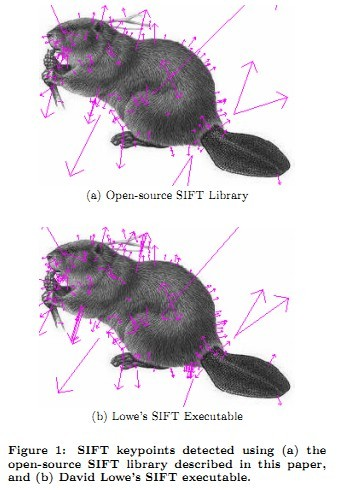 (a) Open-source SIFT Library
(b) Lowe's SIFT Executable
Figure 1: SIFT keypoints detected using (a) the
open-source SIFT library described in this paper,
and (b) David Lowe's SIFT executable.